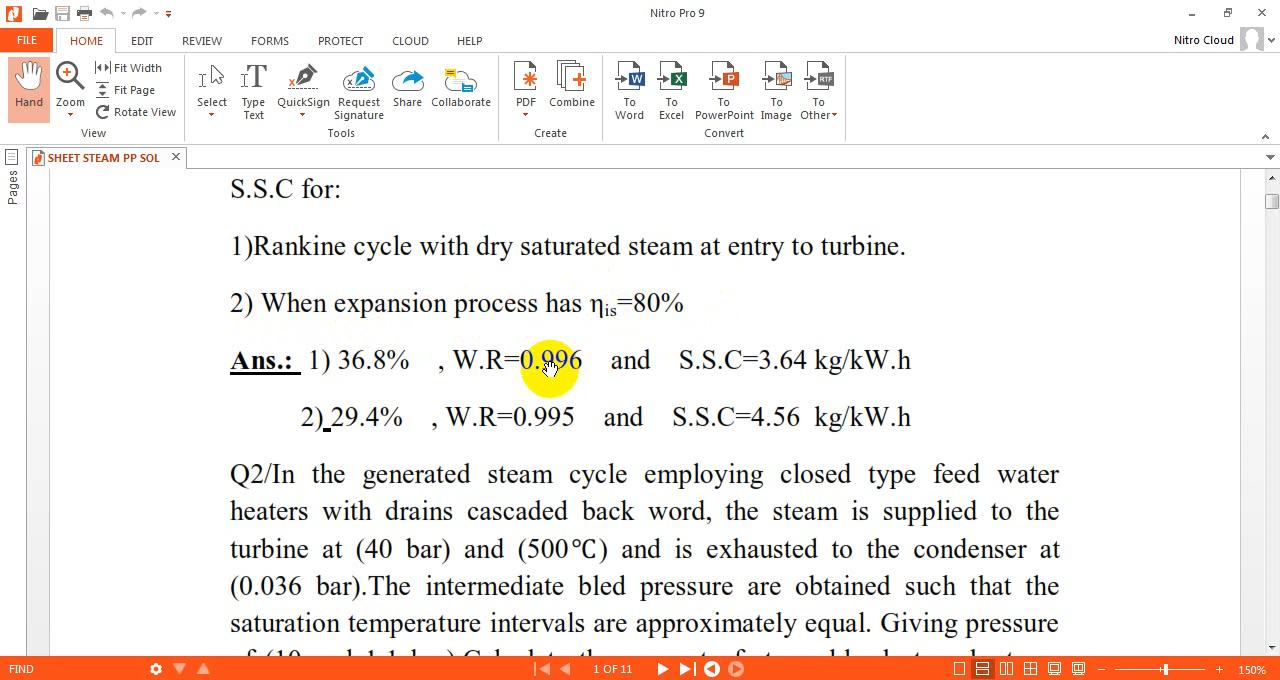 Nitro Pro 9
FILE HOME EDIT REVIEW FORMS PROTECT CLOUD HELP
Nitro Cloud
Hand
Zoom
Fit Width
Fit Page
Rotate View
View
Select
Type Text
QuickSign
Request Signature
Share
Collaborate
Tools
PDF
Combine
Create
To Word
To Excel
To PowerPoint
To Image
To Other
Convert
SHEET STEAM PP SOL
Pages
S.S.C for:
1)Rankine cycle with dry saturated steam at entry to turbine.
2) When expansion process has ηis=80%
Ans.: 1) 36.8% , W.R=0.996 and S.S.C=3.64 kg/kW.h
2) 29.4% , W.R=0.995 and S.S.C=4.56 kg/kW.h
Q2/In the generated steam cycle employing closed type feed water
heaters with drains cascaded back word, the steam is supplied to the
turbine at (40 bar) and (500℃) and is exhausted to the condenser at
(0.036 bar).The intermediate bled pressure are obtained such that the
saturation temperature intervals are approximately equal. Giving pressure
FIND
1 OF 11
150%